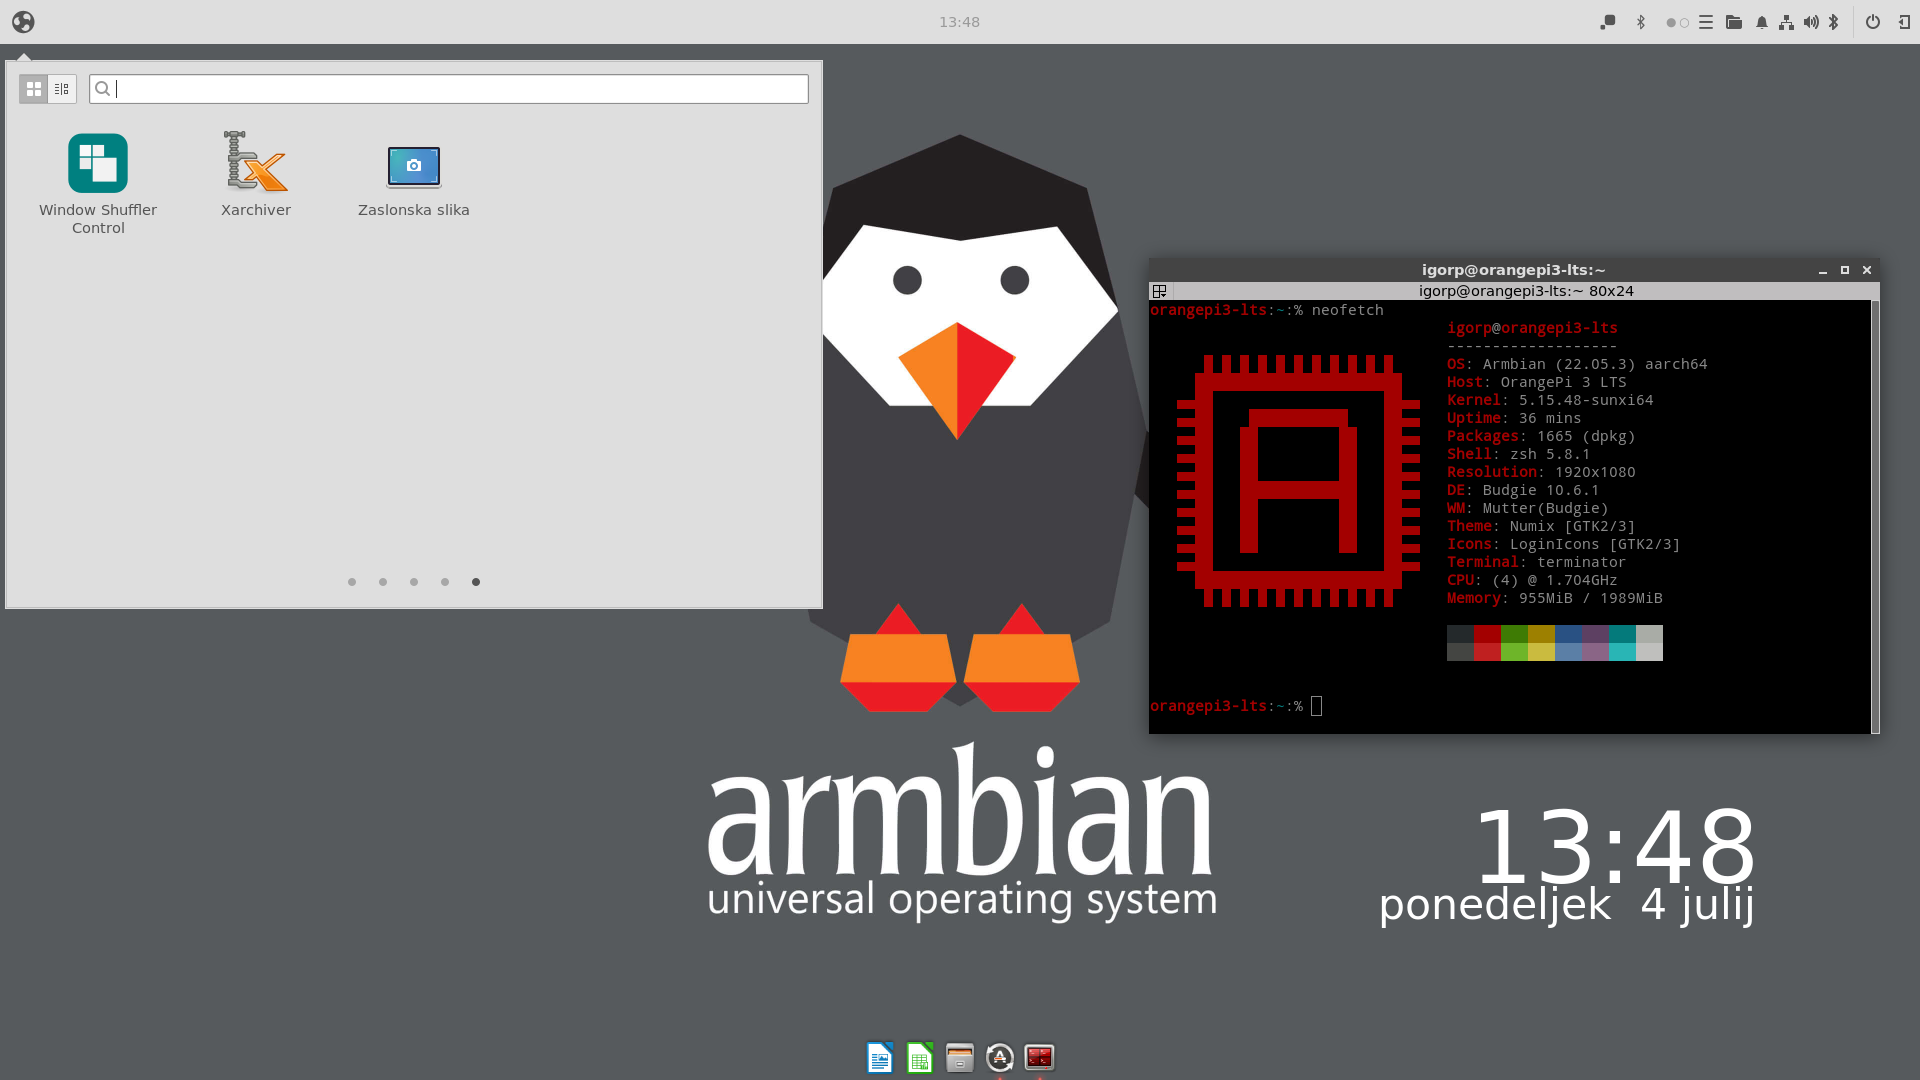 13:48
Window Shuffler
Control
Xarchiver
Zaslonska slika
igorp@orangepi3-lts:~
igorp@orangepi3-lts:~ 80x24
orangepi3-lts:~:% neofetch
igorp@orangepi3-lts
-------------------
OS: Armbian (22.05.3) aarch64
Host: OrangePi 3 LTS
Kernel: 5.15.48-sunxi64
Uptime: 36 mins
Packages: 1665 (dpkg)
Shell: zsh 5.8.1
Resolution: 1920x1080
DE: Budgie 10.6.1
WM: Mutter(Budgie)
Theme: Numix [GTK2/3]
Icons: LoginIcons [GTK2/3]
Terminal: terminator
CPU: (4) @ 1.704GHz
Memory: 955MiB / 1989MiB
orangepi3-lts:~:%
armbian
universal operating system
13:48
ponedeljek 4 julij